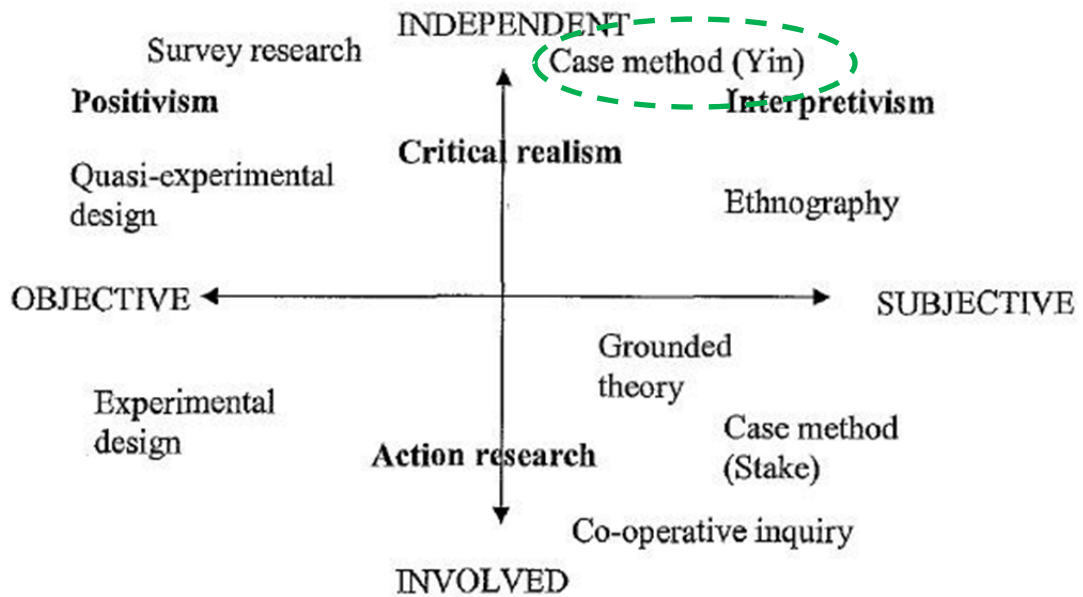 INDEPENDENT
Survey research
Case method (Yin)
Positivism
Interpretivism
Critical realism
Quasi-experimental
design
Ethnography
OBJECTIVE
SUBJECTIVE
Grounded
theory
Experimental
design
Case method
(Stake)
Action research
Co-operative inquiry
INVOLVED